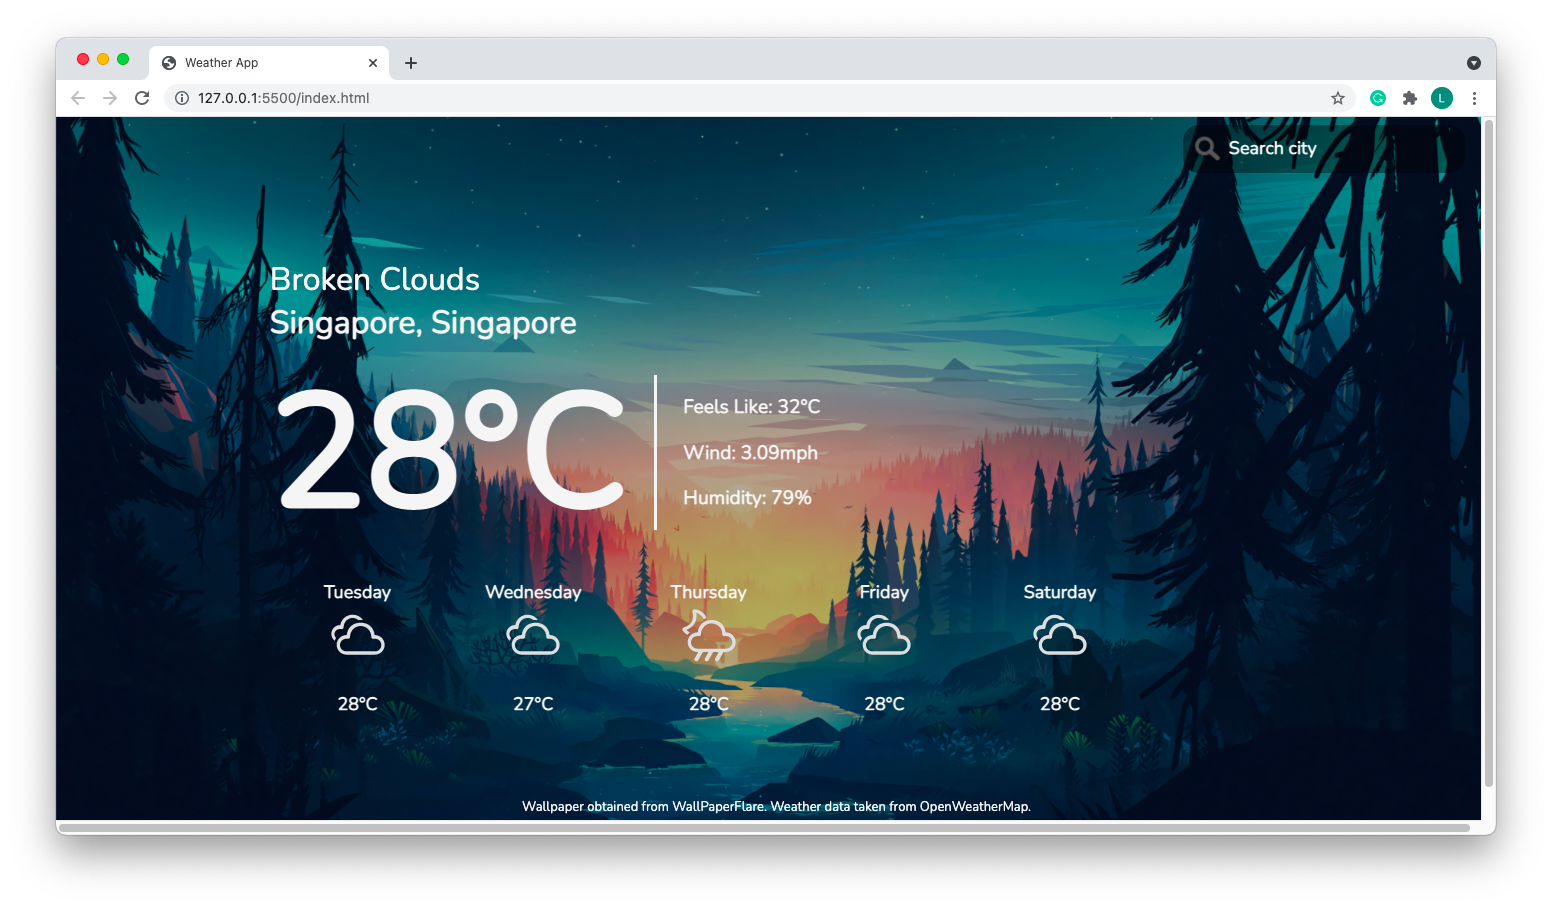 Weather App
127.0.0.1:5500/index.html
L
Search city
Broken Clouds
Singapore, Singapore
28°C
Feels Like: 32°C
Wind: 3.09mph
Humidity: 79%
Tuesday Wednesday Thursday Friday Saturday
28°C 27°C 28°C 28°C 28°C
Wallpaper obtained from WallPaperFlare. Weather data taken from OpenWeatherMap.